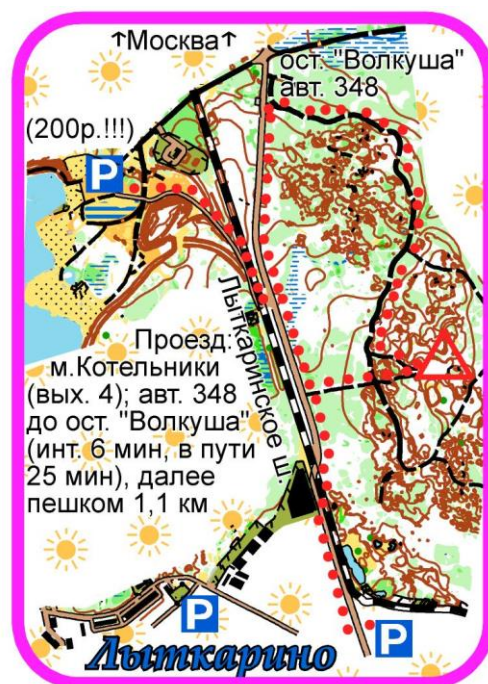 ↑Москва↑
ост. "Волкуша"
авт. 348
(200р.!!!)
P
Лыткаринское ш.
Проезд:
м.Котельники
(вых. 4); авт. 348
до ост. "Волкуша"
(инт. 6 мин, в пути
25 мин), далее
пешком 1,1 км
P
P
Лыткарино